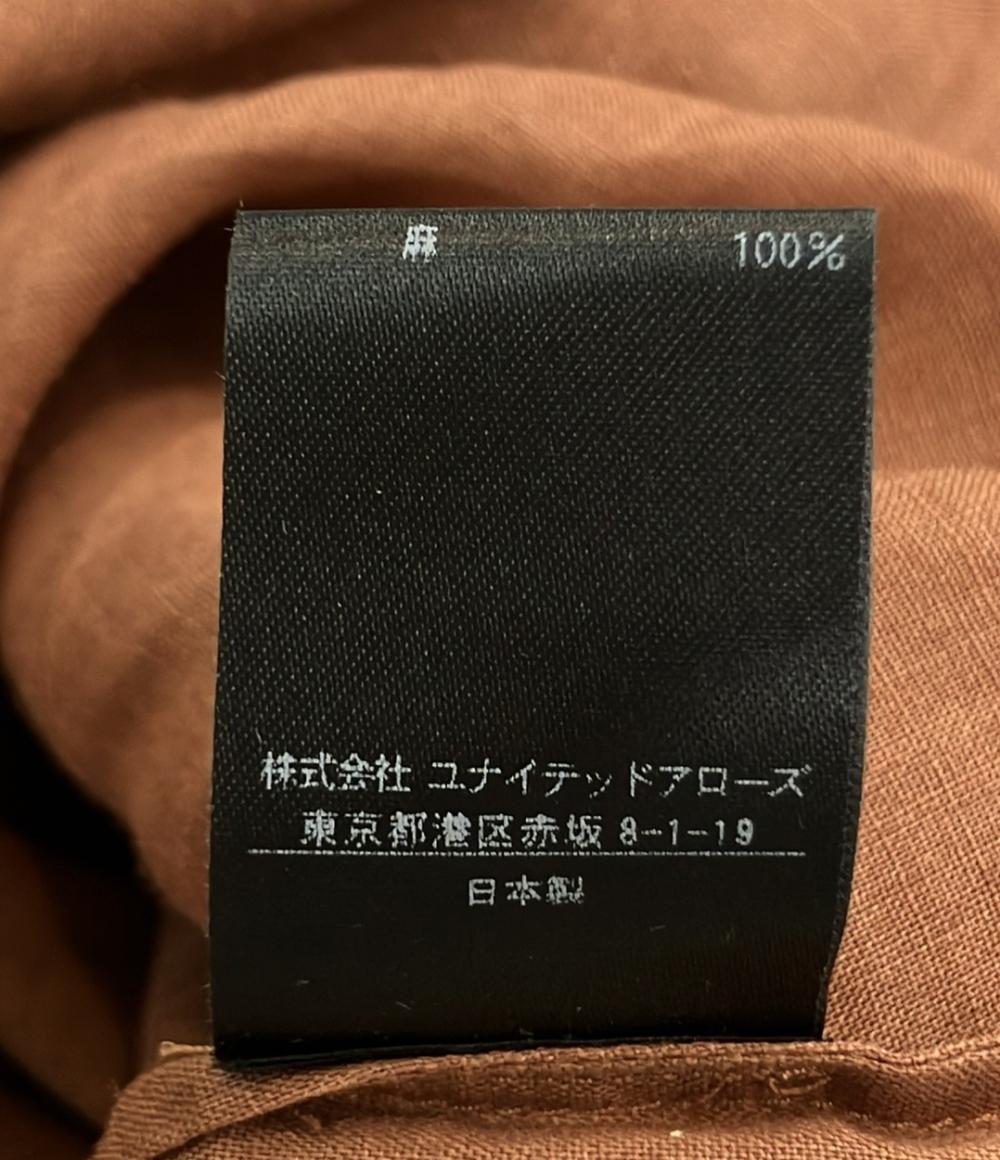 麻 100%
株式会社 ユナイテッドアローズ
東京都港区赤坂 8-1-19
日本製